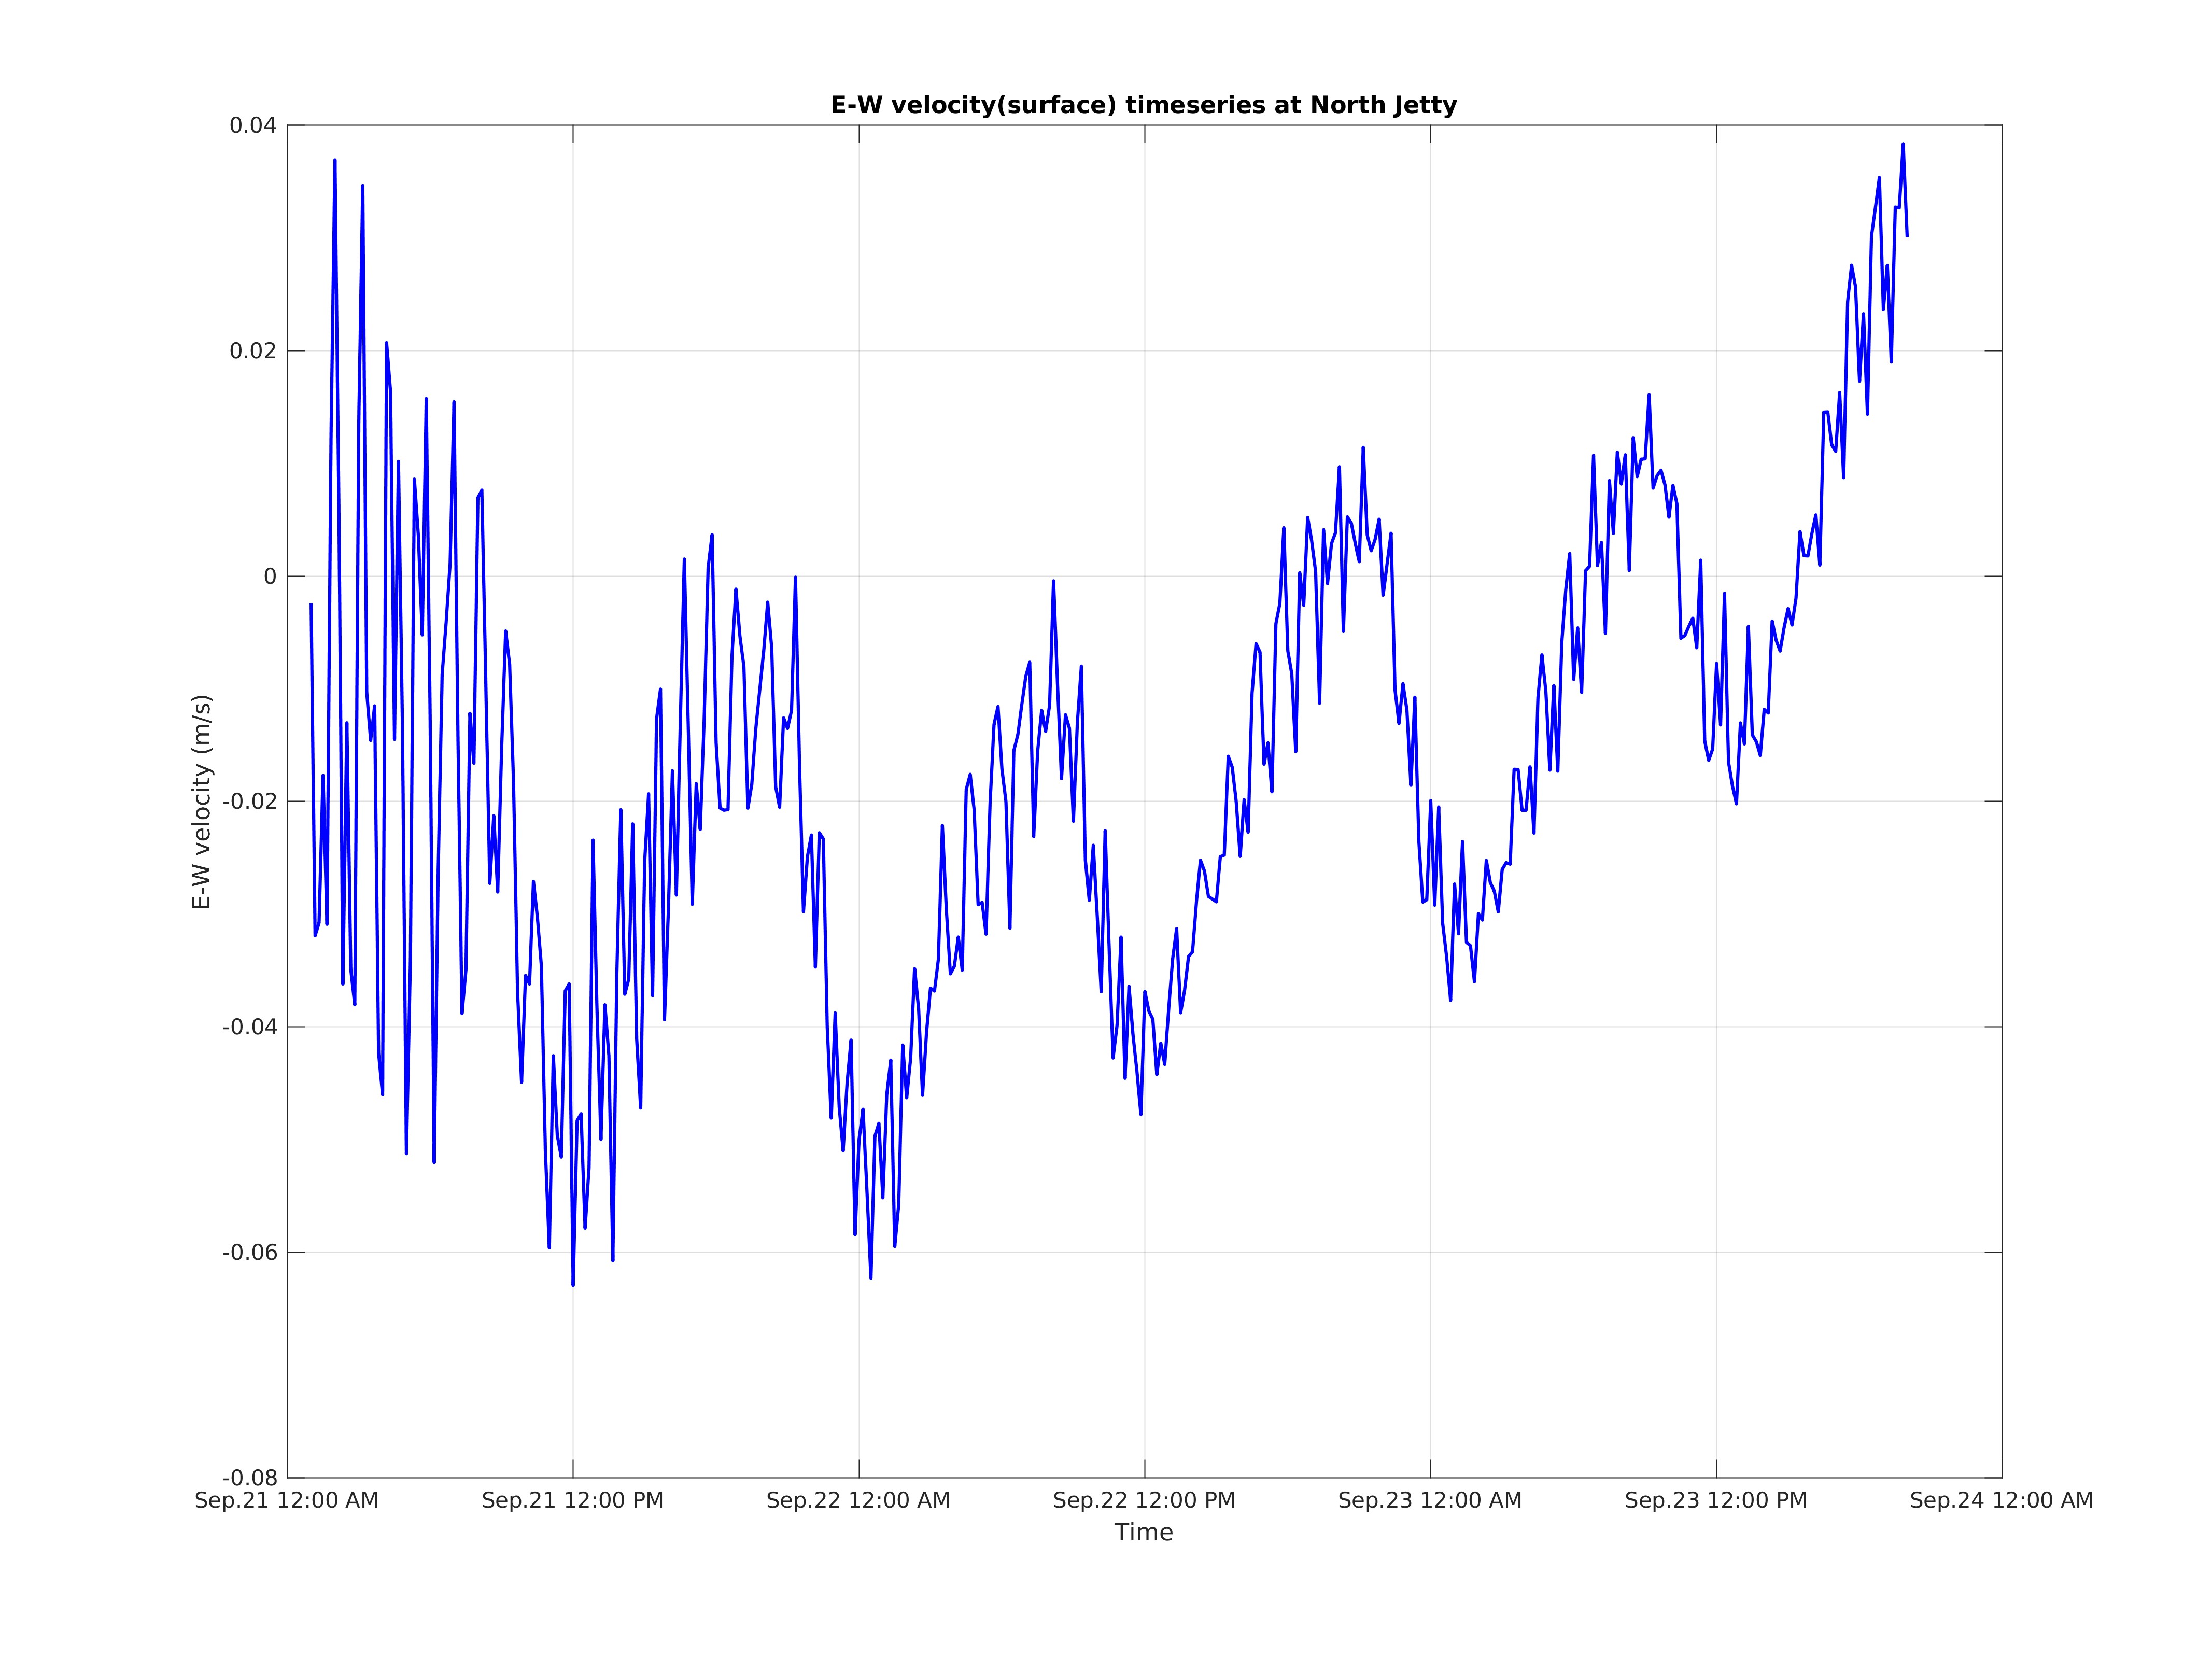 E-W velocity(surface) timeseries at North Jetty
0.04
0.02
0
-0.02
-0.04
-0.06
-0.08
E-W velocity (m/s)
Sep.21 12:00 AM Sep.21 12:00 PM Sep.22 12:00 AM Sep.22 12:00 PM Sep.23 12:00 AM Sep.23 12:00 PM Sep.24 12:00 AM
Time